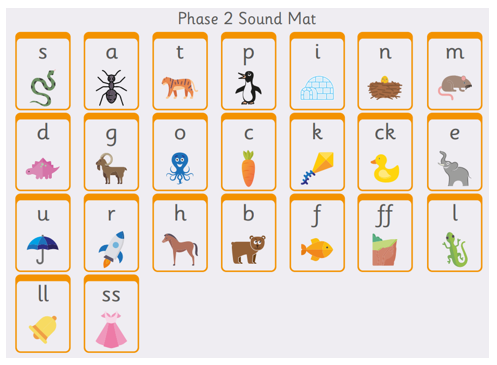 Phase 2 Sound Mat
s a t p i n m
d g o c k ck e
u r h b f ff l
ll ss